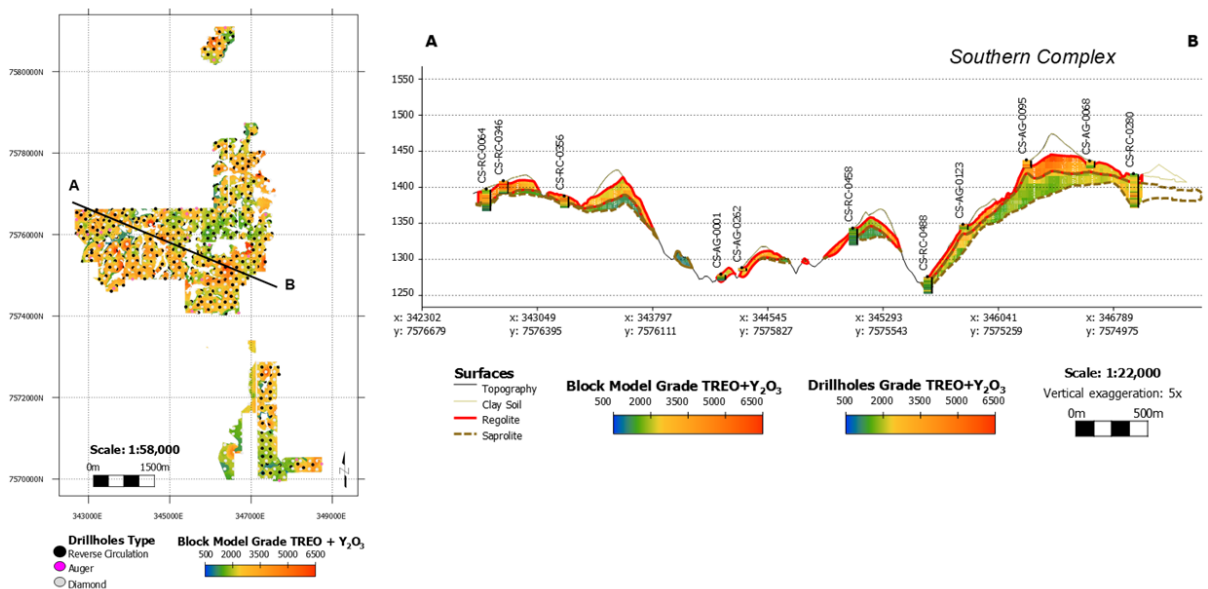 7580000N
7578000N
7576000N
7574000N
7572000N
7570000N
A
B
Scale: 1:58,000
0m 1500m
N
343000E 345000E 347000E 349000E
Drillholes Type
Reverse Circulation
Auger
Diamond
Block Model Grade TREO + Y₂O₃
500 2000 3500 5000 6500
A B
Southern Complex
1550
1500
1450
1400
1350
1300
1250
CS-RC-0064
CS-RC-0346
CS-RC-0356
CS-AG-0001
CS-AG-0262
CS-RC-0458
CS-RC-0488
CS-AG-0123
CS-AG-0095
CS-AG-0068
CS-RC-0280
x: 342302 x: 343049 x: 343797 x: 344545 x: 345293 x: 346041 x: 346789
y: 7576679 y: 7576395 y: 7576111 y: 7575827 y: 7575543 y: 7575259 y: 7574975
Surfaces
Topography
Clay Soil
Regolite
Saprolite
Block Model Grade TREO+Y₂O₃
500 2000 3500 5000 6500
Drillholes Grade TREO+Y₂O₃
500 2000 3500 5000 6500
Scale: 1:22,000
Vertical exaggeration: 5x
0m 500m